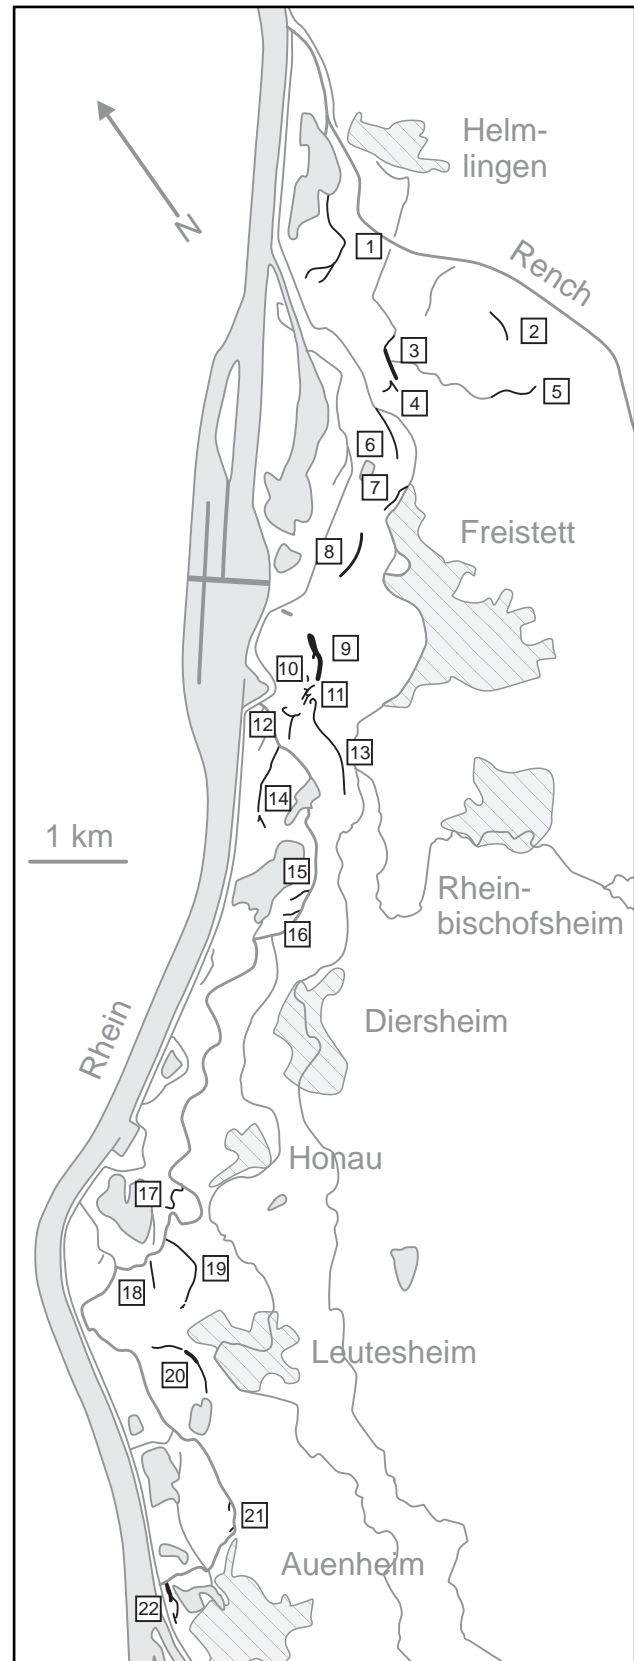 Helm-
lingen
N
1
Rench
2
3
5
4
6
7
Freistett
8
9
10
11
12
13
14
1 km
15
Rhein-
bischofsheim
16
Rhein
Diersheim
Honau
17
19
18
Leutesheim
20
21
Auenheim
22